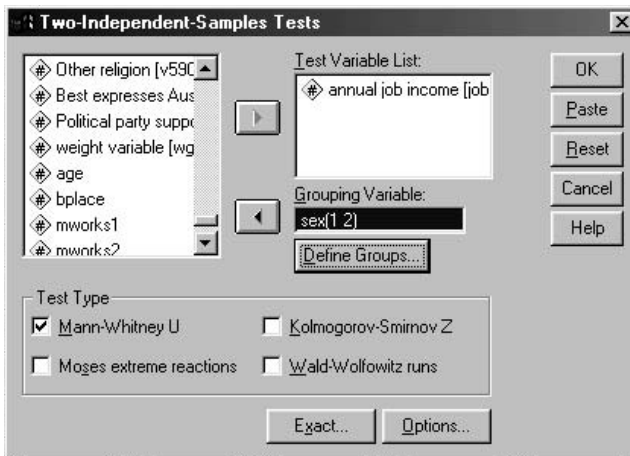 Two-Independent-Samples Tests
Other religion [v590
Best expresses Aus
Political party suppo
weight variable [wg
age
bplace
mworks1
mworks2
Test Variable List:
annual job income [job
Grouping Variable:
sex(1 2)
Define Groups...
OK
Paste
Reset
Cancel
Help
Test Type
Mann-Whitney U
Kolmogorov-Smirnov Z
Moses extreme reactions
Wald-Wolfowitz runs
Exact...
Options...